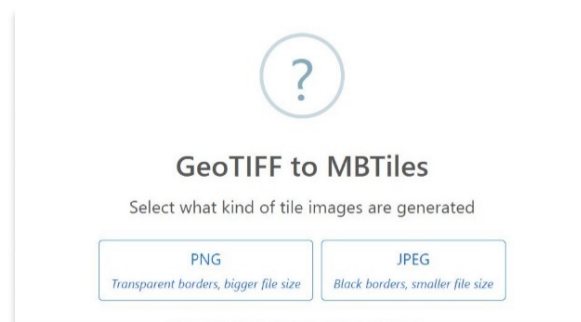 ?
GeoTIFF to MBTiles
Select what kind of tile images are generated
PNG
Transparent borders, bigger file size
JPEG
Black borders, smaller file size